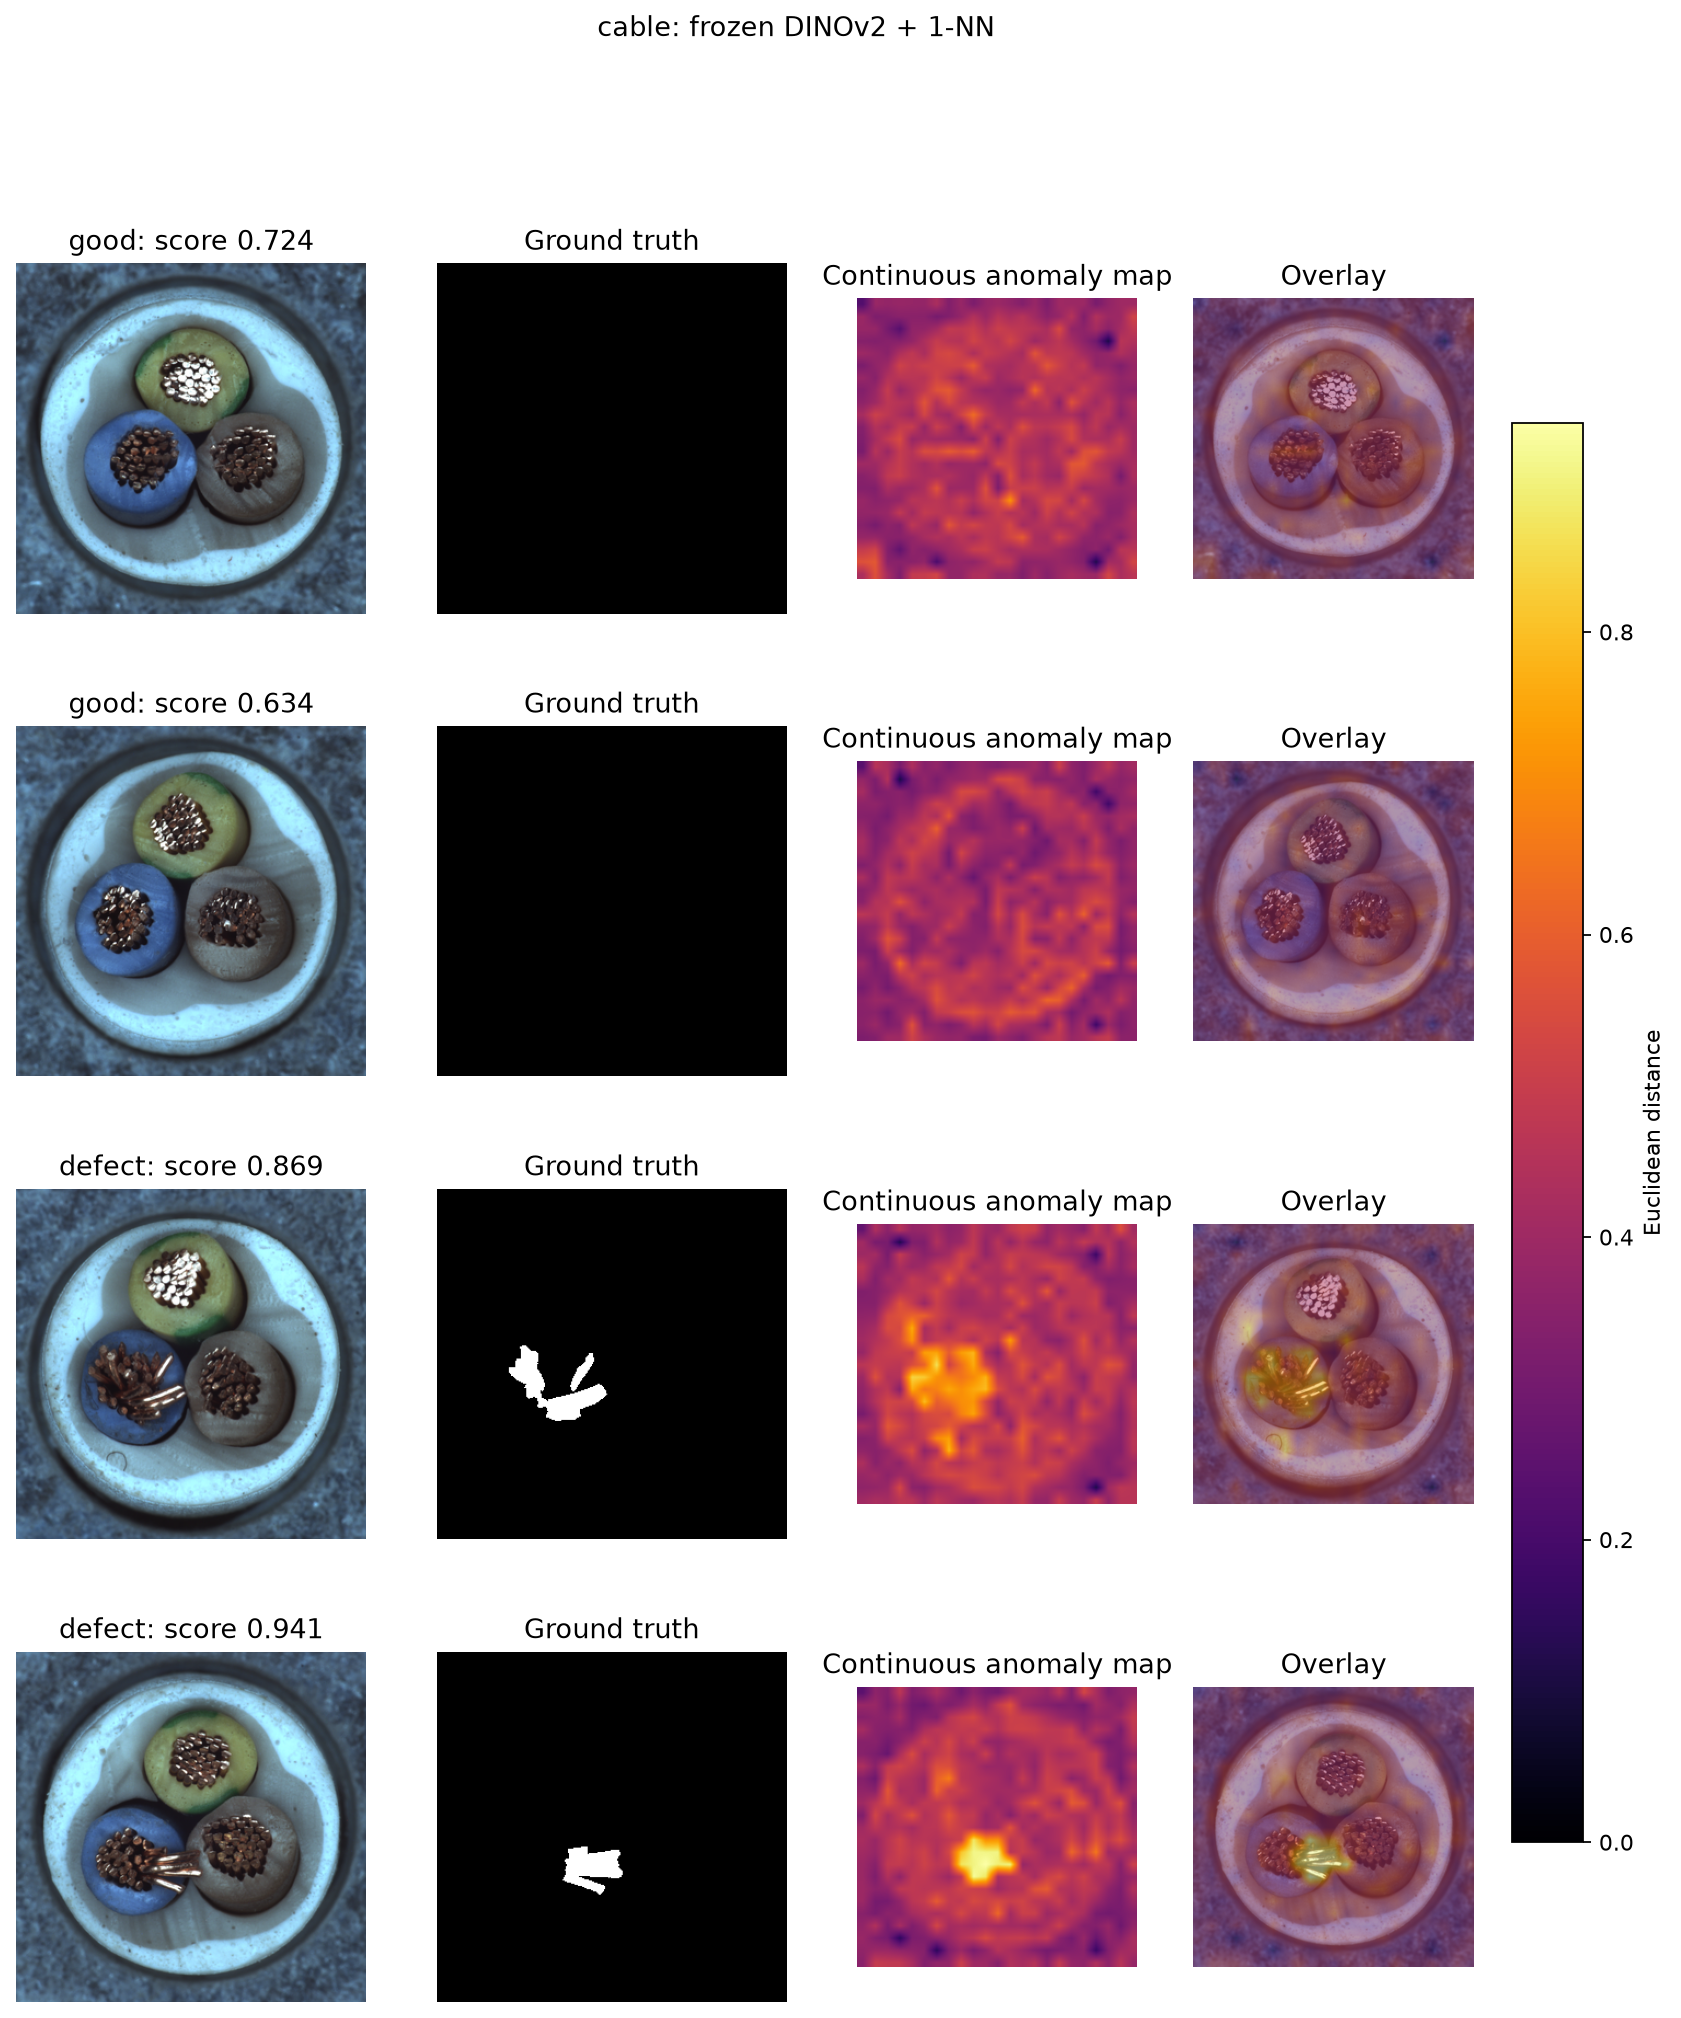 cable: frozen DINOv2 + 1-NN
good: score 0.724
Ground truth
Continuous anomaly map
Overlay
good: score 0.634
Ground truth
Continuous anomaly map
Overlay
defect: score 0.869
Ground truth
Continuous anomaly map
Overlay
defect: score 0.941
Ground truth
Continuous anomaly map
Overlay
0.8
0.6
0.4
0.2
0.0
Euclidean distance